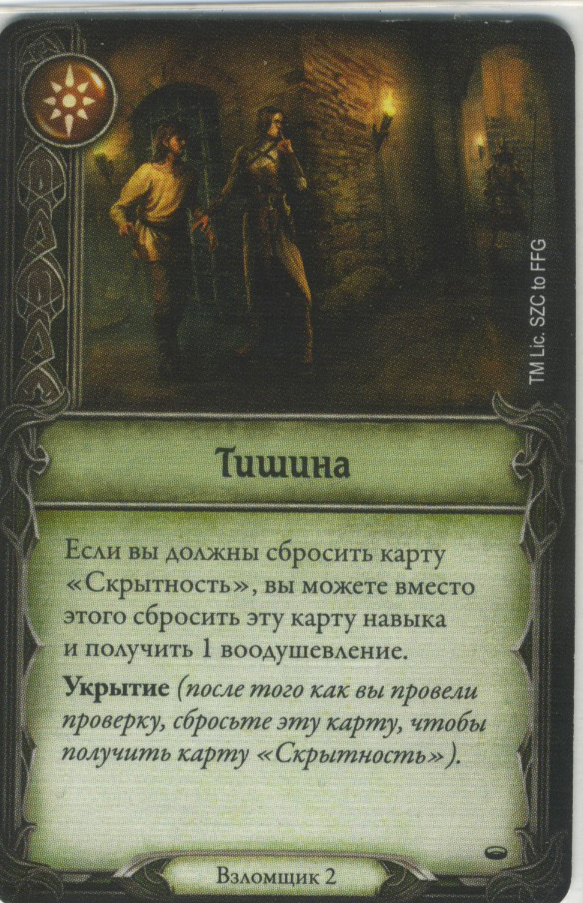 TM Lic. SZC to FFG
Тишина
Если вы должны сбросить карту
«Скрытность», вы можете вместо
этого сбросить эту карту навыка
и получить 1 воодушевление.
Укрытие (после того как вы провели
проверку, сбросьте эту карту, чтобы
получить карту «Скрытность»).
Взломщик 2